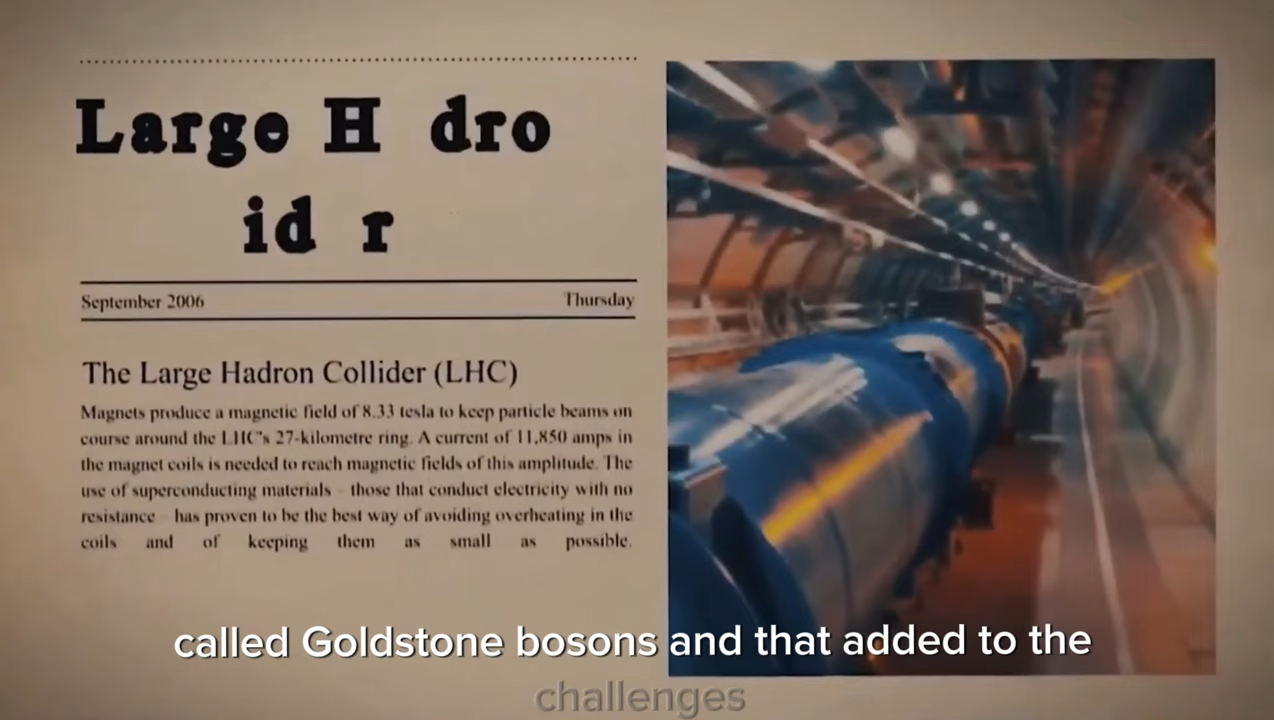 Large H dro
id r
September 2006 Thursday
The Large Hadron Collider (LHC)
Magnets produce a magnetic field of 8.33 tesla to keep particle beams on
course around the LHC's 27-kilometre ring. A current of 11,850 amps in
the magnet coils is needed to reach magnetic fields of this amplitude. The
use of superconducting materials - those that conduct electricity with no
resistance - has proven to be the best way of avoiding overheating in the
coils and of keeping them as small as possible.
called Goldstone bosons and that added to the
challenges